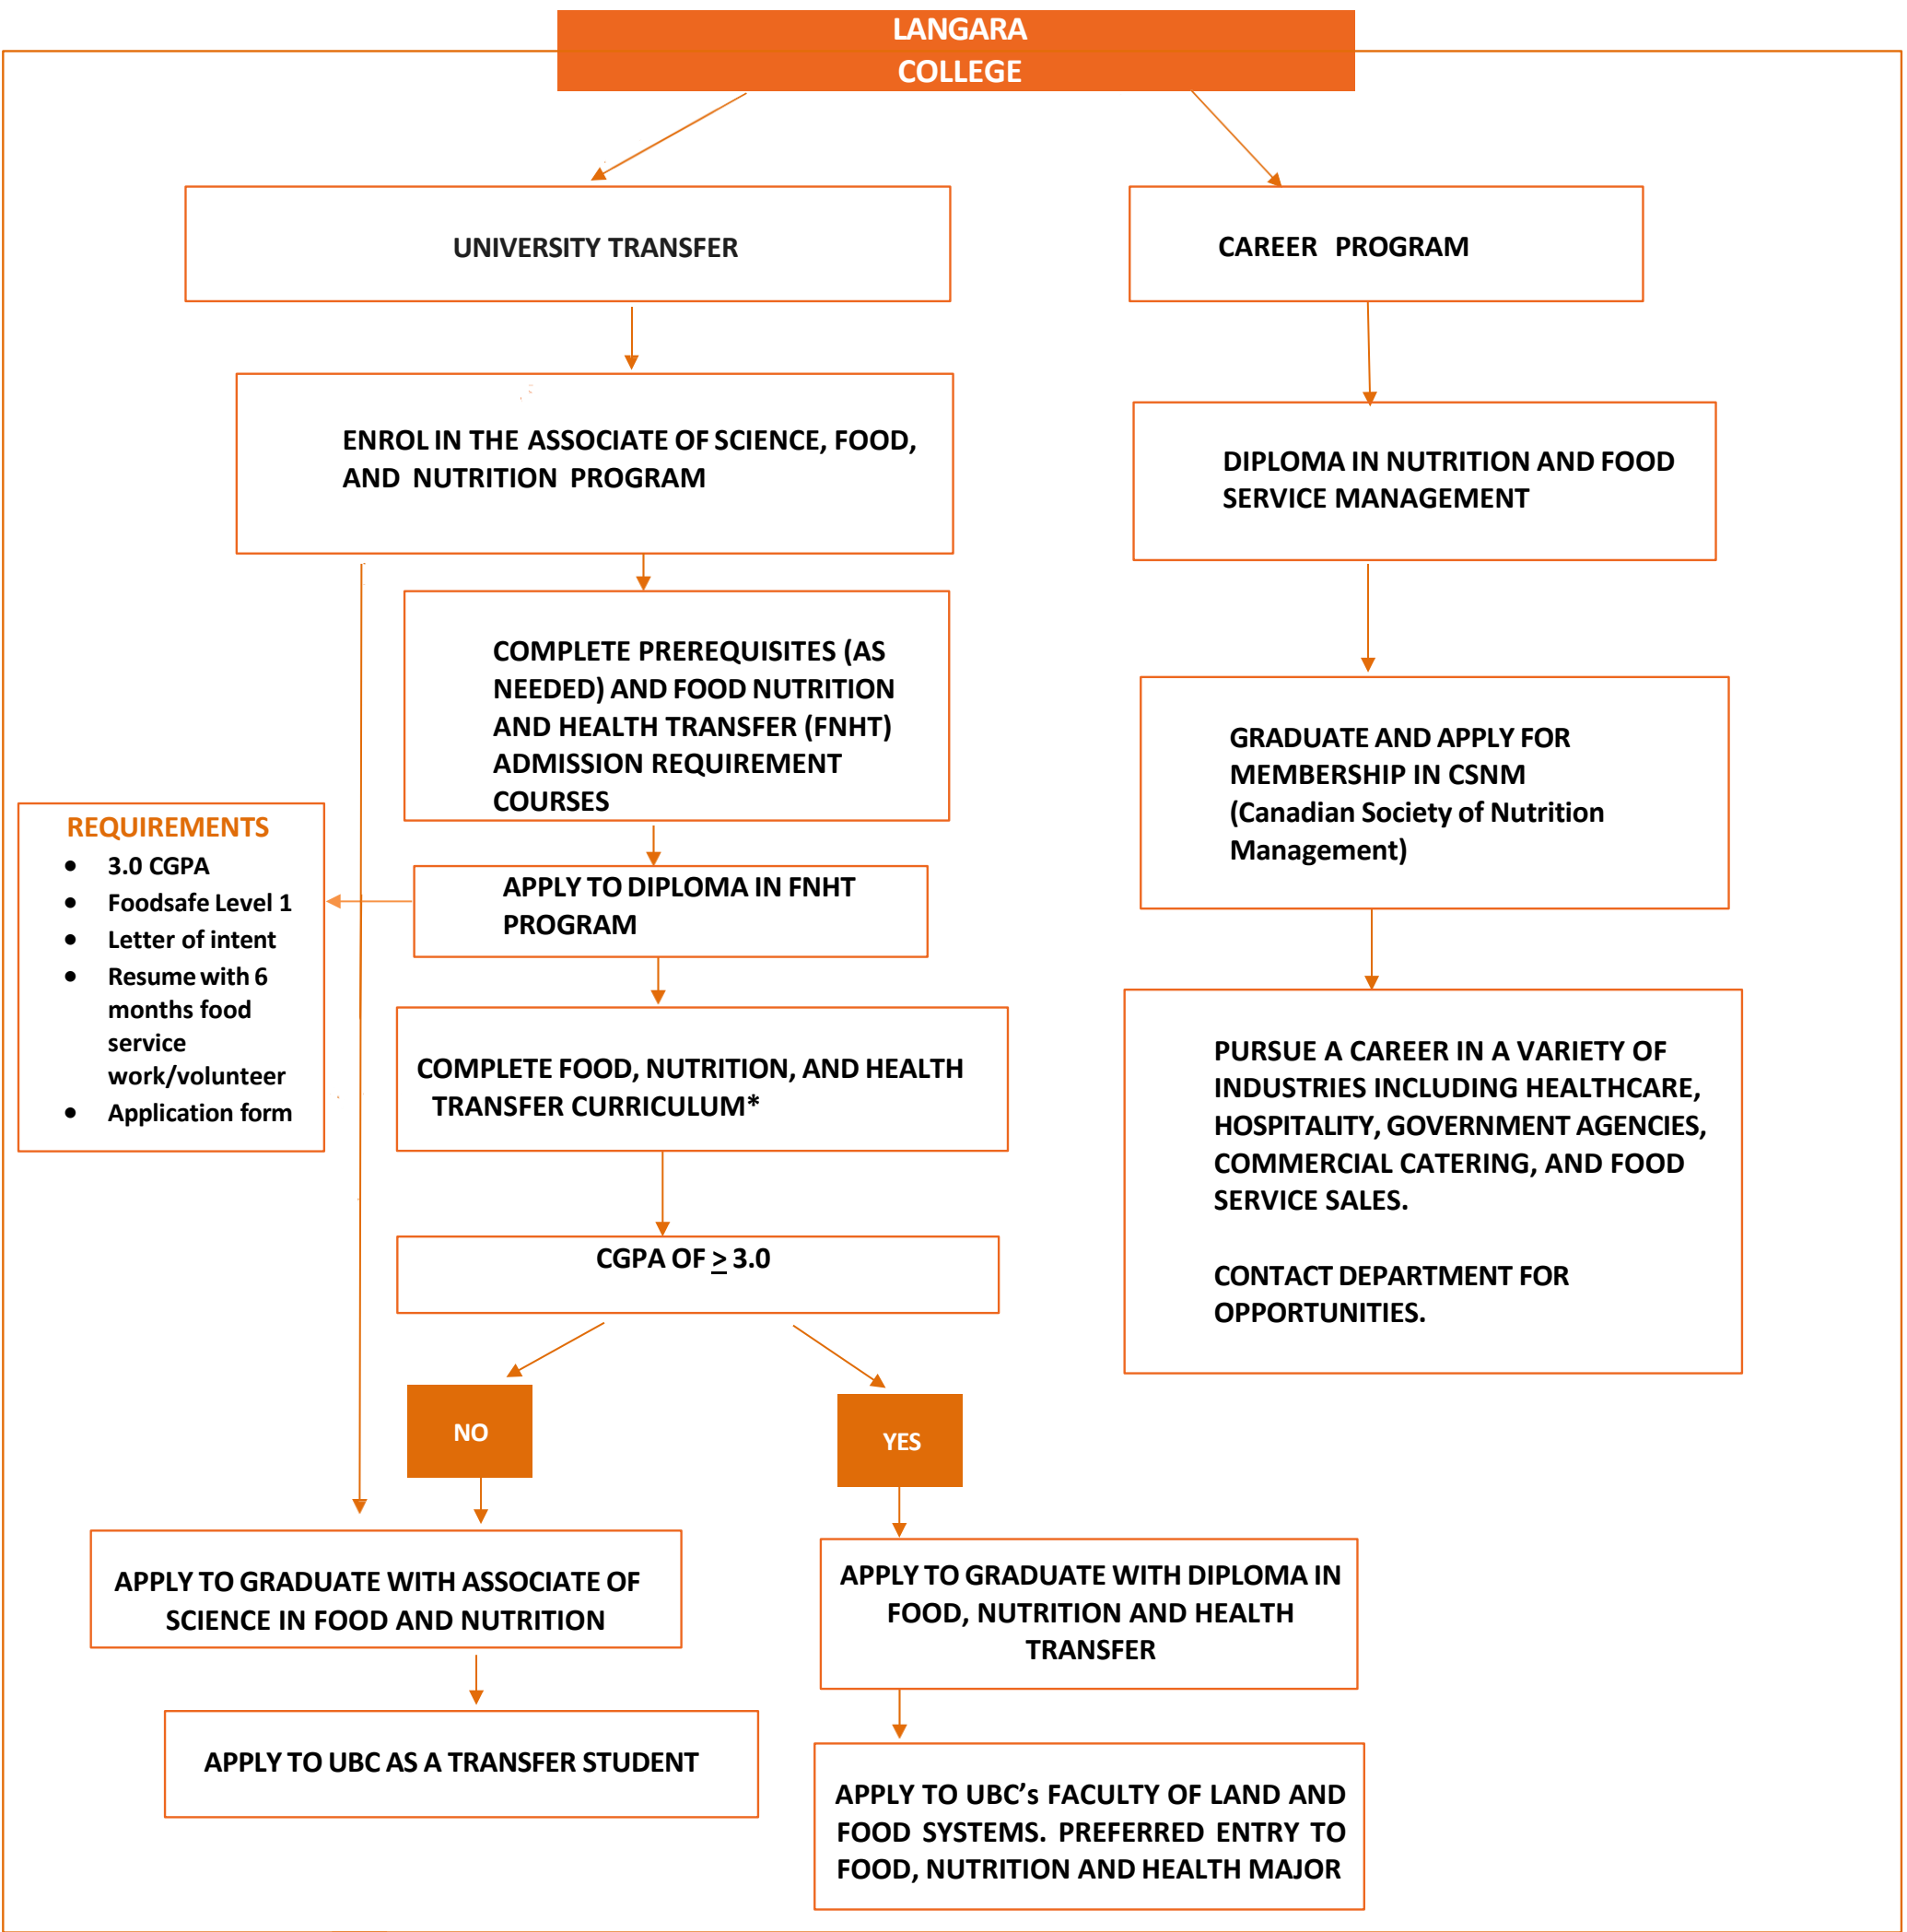 LANGARA
COLLEGE
UNIVERSITY TRANSFER
CAREER PROGRAM
ENROL IN THE ASSOCIATE OF SCIENCE, FOOD,
AND NUTRITION PROGRAM
DIPLOMA IN NUTRITION AND FOOD
SERVICE MANAGEMENT
COMPLETE PREREQUISITES (AS
NEEDED) AND FOOD NUTRITION
AND HEALTH TRANSFER (FNHT)
ADMISSION REQUIREMENT
COURSES
GRADUATE AND APPLY FOR
MEMBERSHIP IN CSNM
(Canadian Society of Nutrition
Management)
REQUIREMENTS
• 3.0 CGPA
• Foodsafe Level 1
• Letter of intent
• Resume with 6
months food
service
work/volunteer
• Application form
APPLY TO DIPLOMA IN FNHT
PROGRAM
COMPLETE FOOD, NUTRITION, AND HEALTH
TRANSFER CURRICULUM*
PURSUE A CAREER IN A VARIETY OF
INDUSTRIES INCLUDING HEALTHCARE,
HOSPITALITY, GOVERNMENT AGENCIES,
COMMERCIAL CATERING, AND FOOD
SERVICE SALES.
CONTACT DEPARTMENT FOR
OPPORTUNITIES.
CGPA OF ≥ 3.0
NO
YES
APPLY TO GRADUATE WITH ASSOCIATE OF
SCIENCE IN FOOD AND NUTRITION
APPLY TO GRADUATE WITH DIPLOMA IN
FOOD, NUTRITION AND HEALTH
TRANSFER
APPLY TO UBC AS A TRANSFER STUDENT
APPLY TO UBC's FACULTY OF LAND AND
FOOD SYSTEMS. PREFERRED ENTRY TO
FOOD, NUTRITION AND HEALTH MAJOR